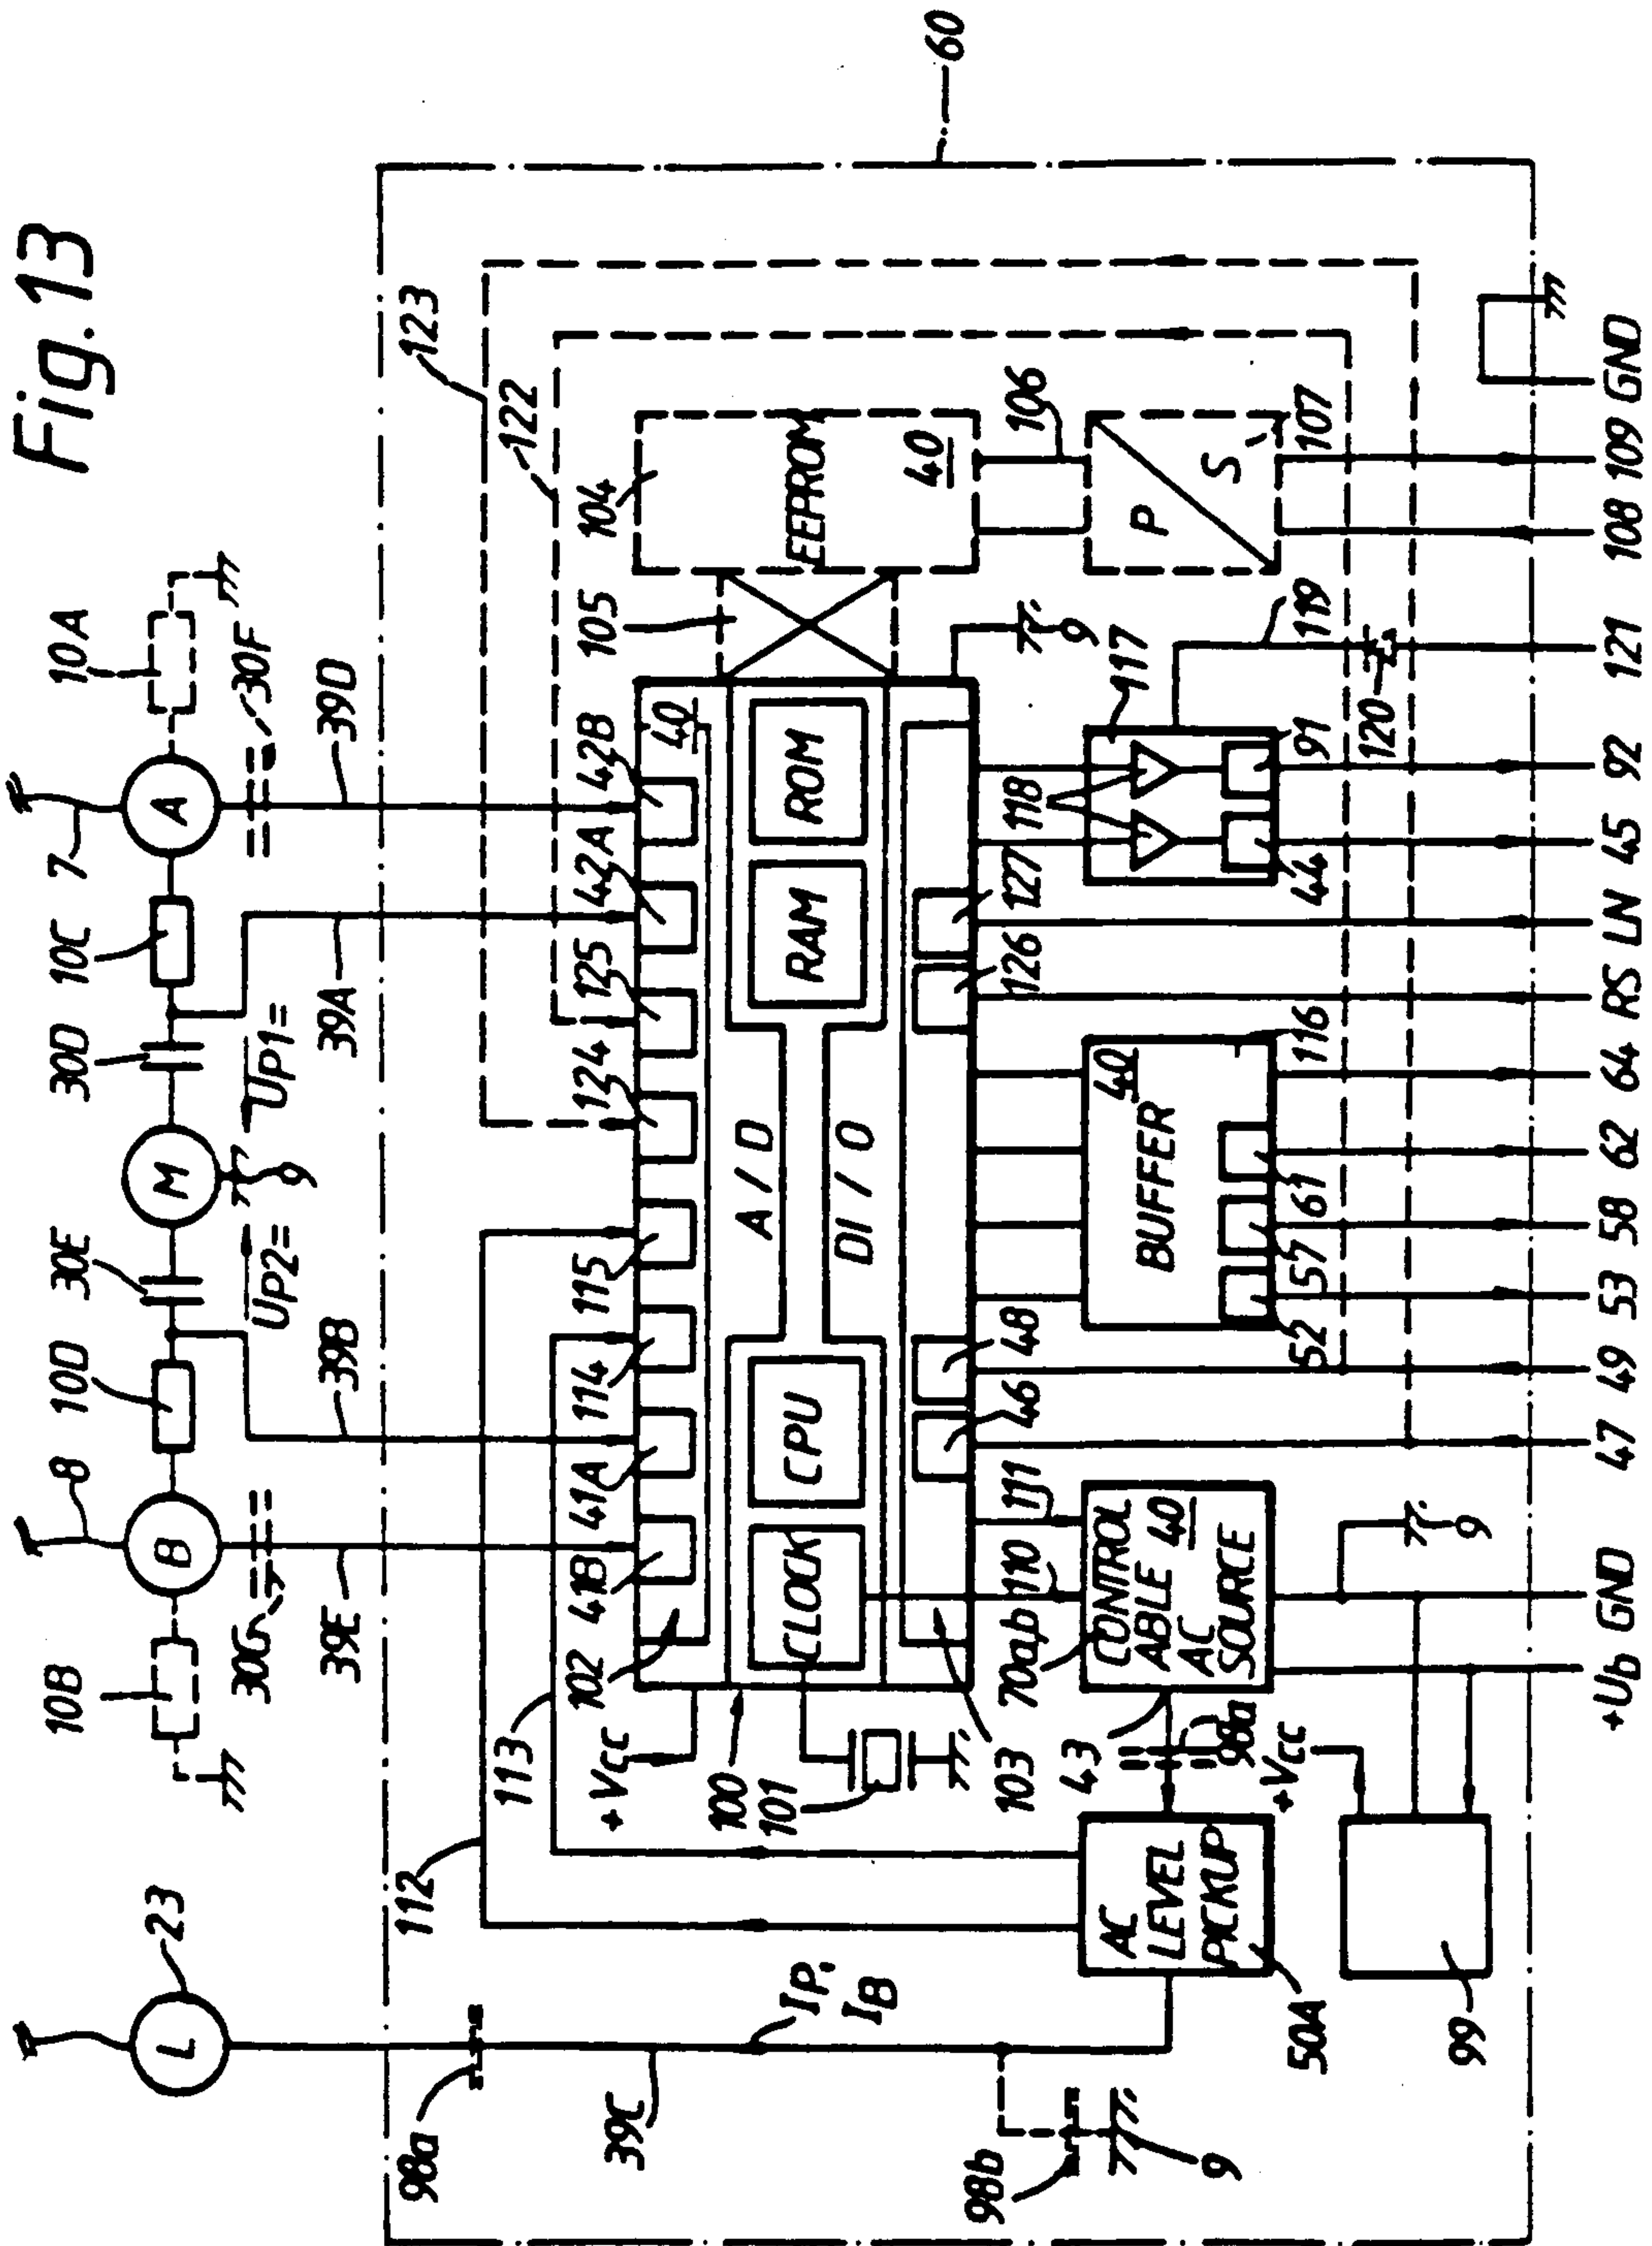 Fig. 13
60
23
L
8
B
10B
30G
39E
10D
39B
30E
UP2=
M
9
UP1=
30D
39A
10C
7
A
10A
30F
39D
123
122
112
113
98a
39C
IP,
IB
98b
9
102
41B
41A
114
115
124
125
42A
42B
40
+Vcc
100
101
103
A / D
DI / O
CLOCK
CPU
RAM
ROM
105
104
EEPROM
40
106
P
S
107
9
110
111
46
48
126
127
118
117
119
120
91
44
70ab
CONTROL
ABLE 40
AC
SOURCE
43
98a
+Vcc
AC
LEVEL
PICKUP
50A
99
9
40
BUFFER
116
52
57
61
+Ub GND 47 49 53 58 62 64 RS LN 45 92 121 108 109 GND